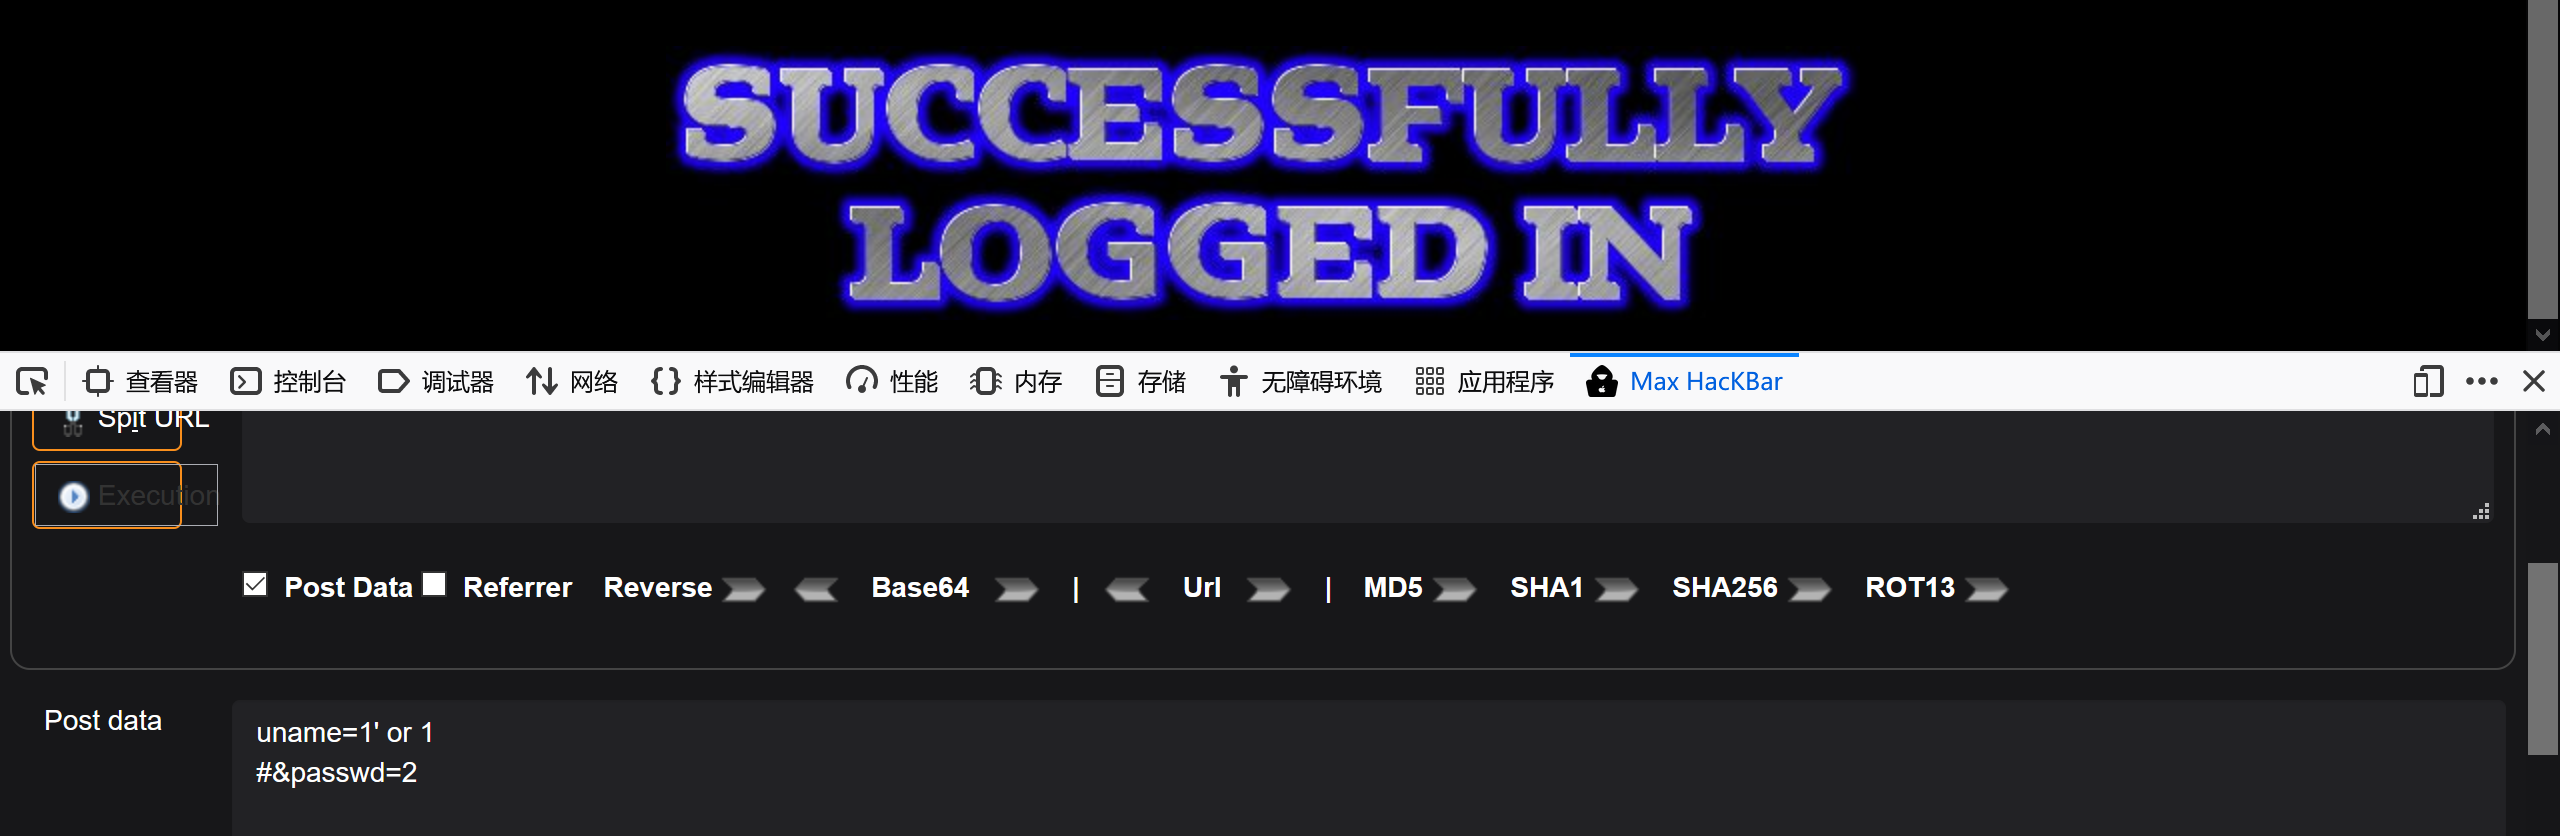 SUCCESSFULLY
LOGGED IN
查看器 控制台 调试器 网络 样式编辑器 性能 内存 存储 无障碍环境 应用程序 Max HacKBar
Spit URL
Execution
Post Data Referrer Reverse Base64 | Url | MD5 SHA1 SHA256 ROT13
Post data
uname=1' or 1
#&passwd=2